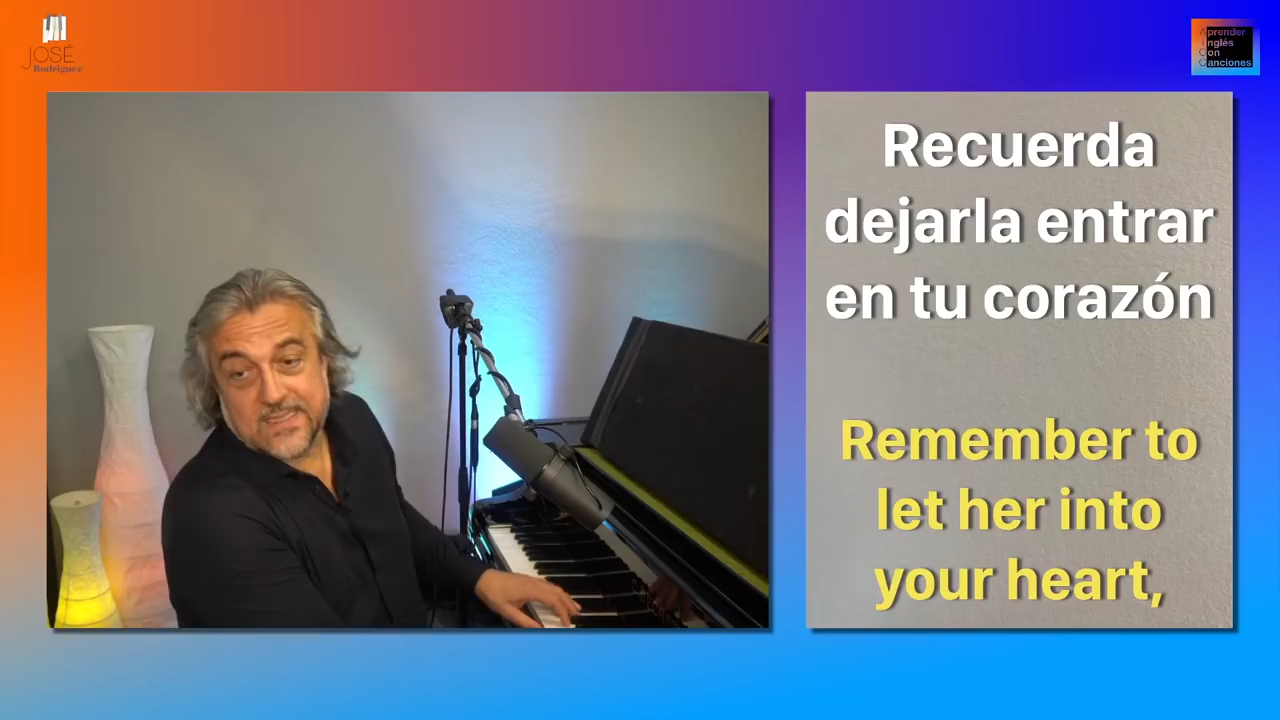 JOSÉ
Rodríguez
Aprender
Inglés
Con
Canciones
Recuerda
dejarla entrar
en tu corazón
Remember to
let her into
your heart,